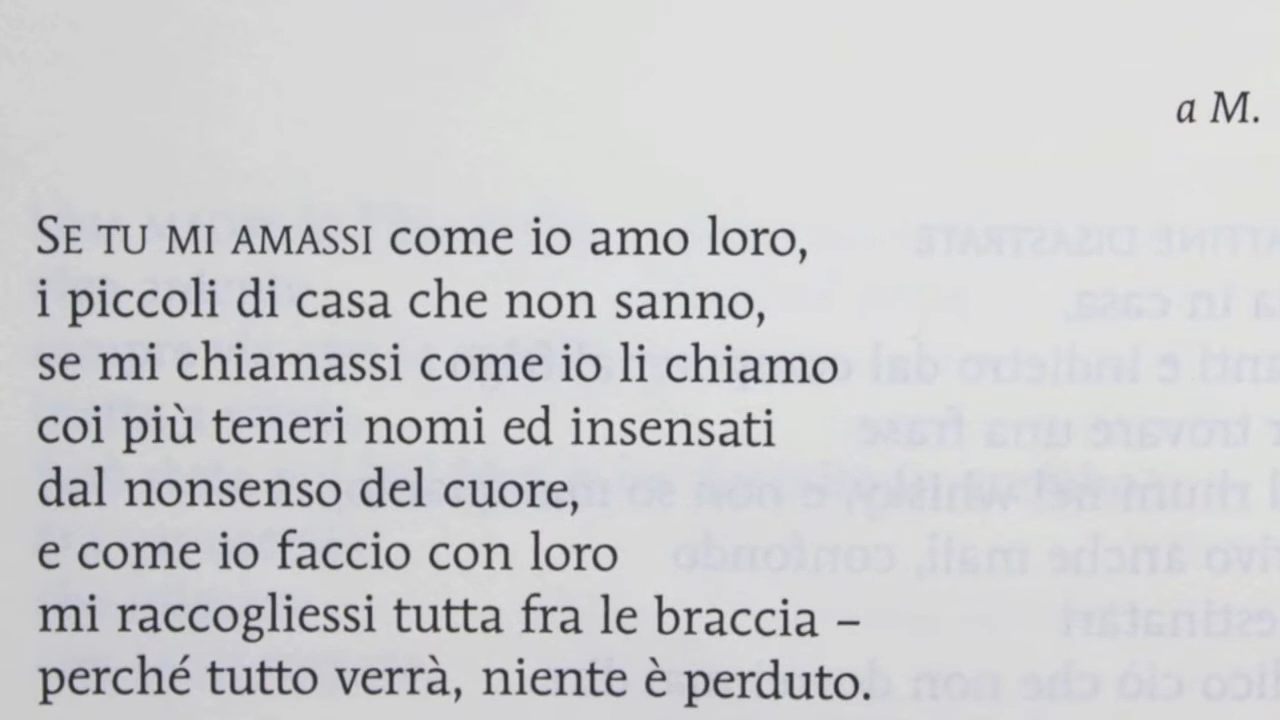 a M.
SE TU MI AMASSI come io amo loro,
i piccoli di casa che non sanno,
se mi chiamassi come io li chiamo
coi più teneri nomi ed insensati
dal nonsenso del cuore,
e come io faccio con loro
mi raccogliessi tutta fra le braccia –
perché tutto verrà, niente è perduto.